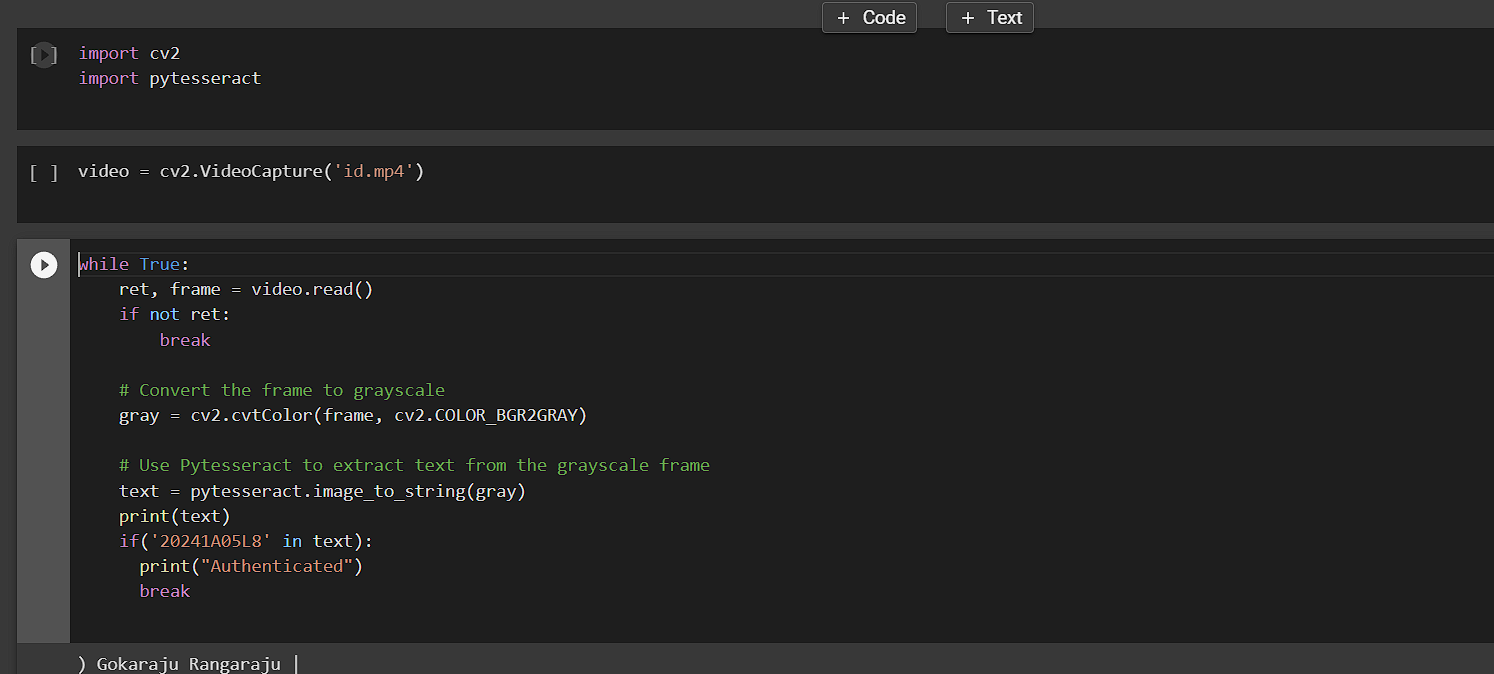 + Code + Text
[ ] import cv2
import pytesseract
[ ] video = cv2.VideoCapture('id.mp4')
while True:
    ret, frame = video.read()
    if not ret:
        break

    # Convert the frame to grayscale
    gray = cv2.cvtColor(frame, cv2.COLOR_BGR2GRAY)

    # Use Pytesseract to extract text from the grayscale frame
    text = pytesseract.image_to_string(gray)
    print(text)
    if('20241A05L8' in text):
      print("Authenticated")
      break
) Gokaraju Rangaraju |